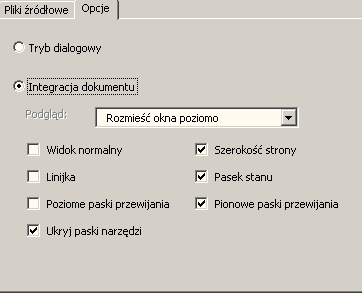 Pliki źródłowe Opcje
Tryb dialogowy
Integracja dokumentu
Podgląd: Rozmieść okna poziomo
Widok normalny Szerokość strony
Linijka Pasek stanu
Poziome paski przewijania Pionowe paski przewijania
Ukryj paski narzędzi